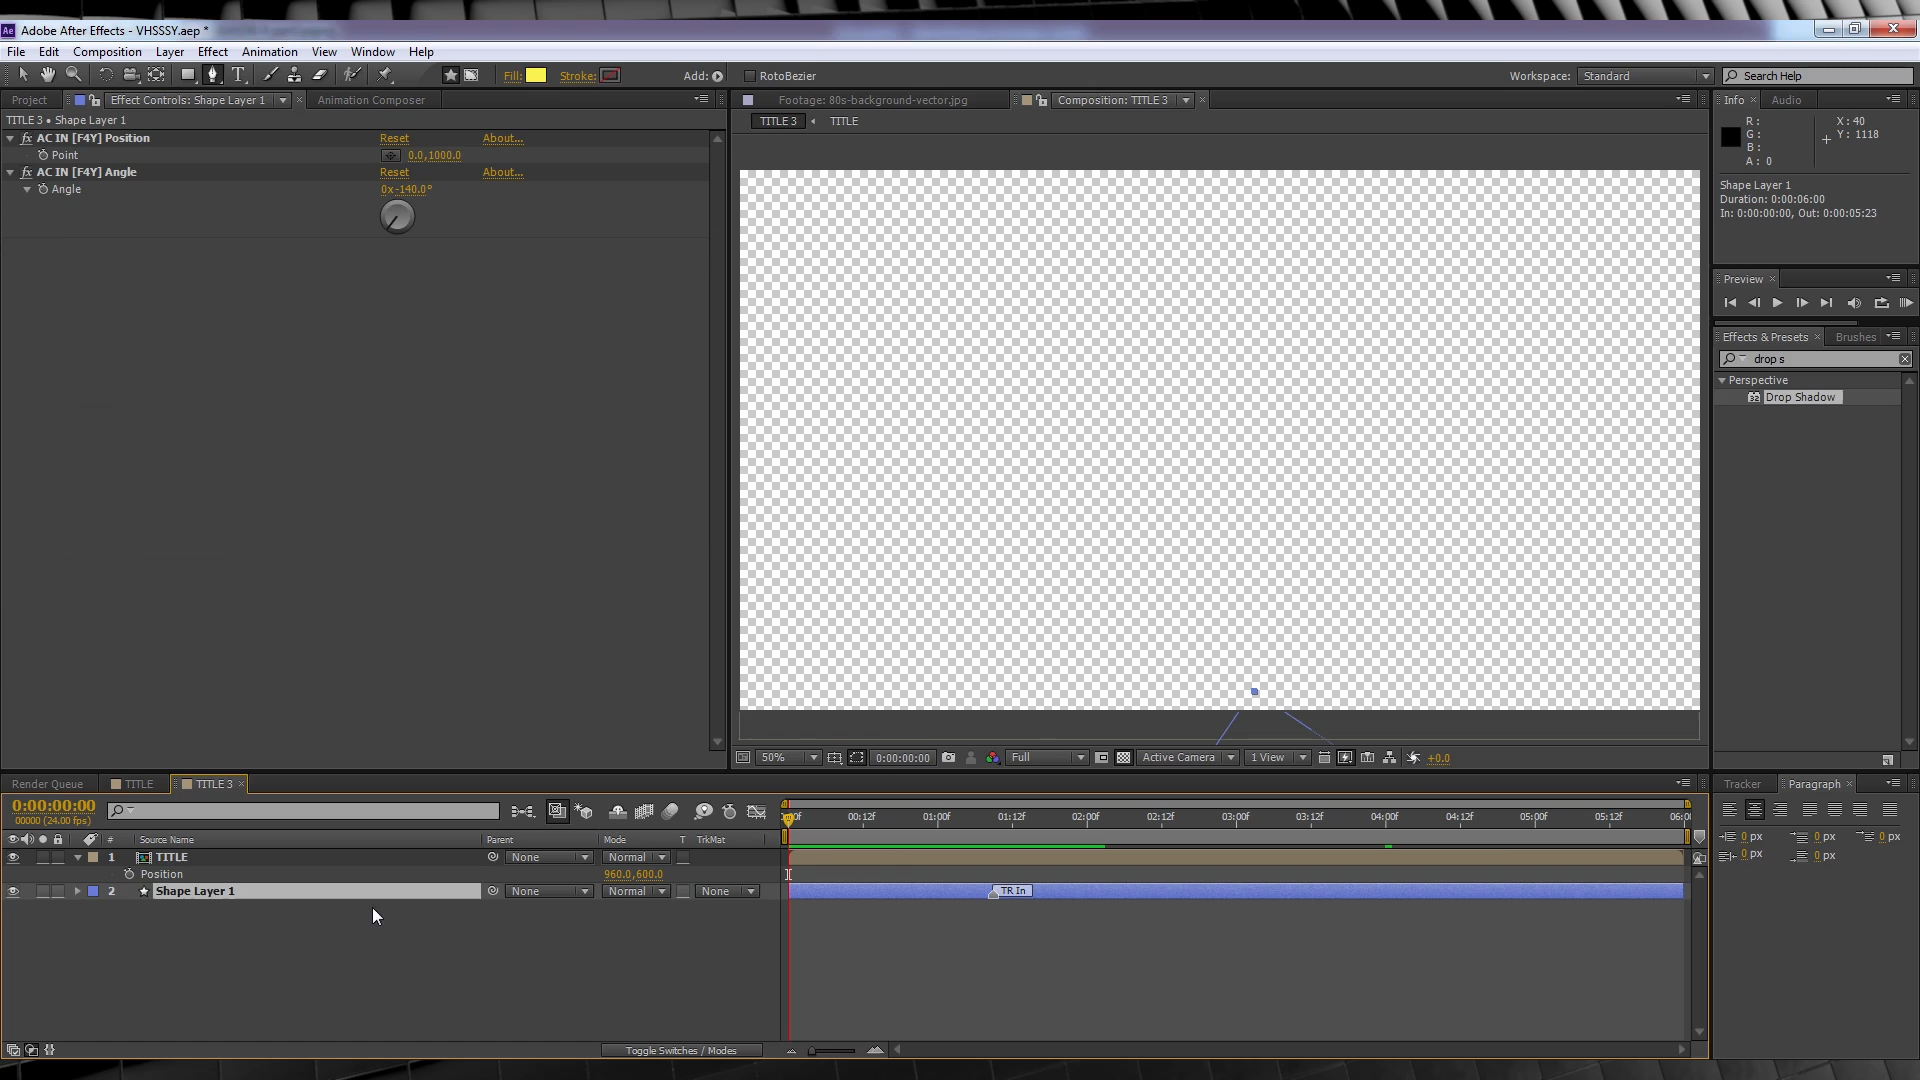 Ae Adobe After Effects - VHSSSY.aep *
File Edit Composition Layer Effect Animation View Window Help
Fill: Stroke: Add: RotoBezier Workspace: Standard Search Help
Project Effect Controls: Shape Layer 1 Animation Composer
Footage: 80s-background-vector.jpg Composition: TITLE 3
Info Audio
TITLE 3 • Shape Layer 1
TITLE 3 TITLE
fx AC IN [F4Y] Position Reset About...
Point 0.0,1000.0
fx AC IN [F4Y] Angle Reset About...
Angle 0x-140.0°
R: X: 40
G: Y: 1118
B:
A: 0
Shape Layer 1
Duration: 0:00:06:00
In: 0:00:00:00, Out: 0:00:05:23
Preview
Effects & Presets Brushes
drop s
Perspective
32 Drop Shadow
50% 0:00:00:00 Full Active Camera 1 View +0.0
Render Queue TITLE TITLE 3
Tracker Paragraph
0:00:00:00
00000 (24.00 fps)
00:12f 01:00f 01:12f 02:00f 02:12f 03:00f 03:12f 04:00f 04:12f 05:00f 05:12f
# Source Name Parent Mode T TrkMat
0 px 0 px 0 px
0 px 0 px
1 TITLE None Normal
Position 960.0,600.0
2 Shape Layer 1 None Normal None
TR In
Toggle Switches / Modes